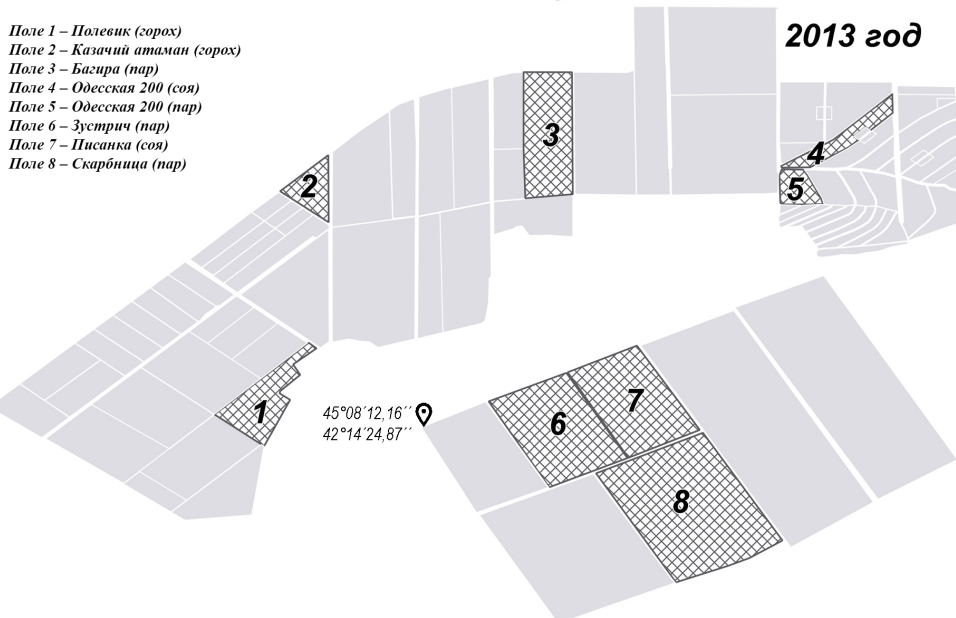 Поле 1 – Полевик (горох)
Поле 2 – Казачий атаман (горох)
Поле 3 – Багира (пар)
Поле 4 – Одесская 200 (соя)
Поле 5 – Одесская 200 (пар)
Поле 6 – Зустрич (пар)
Поле 7 – Писанка (соя)
Поле 8 – Скарбница (пар)
2013 год
3
4
2
5
1
45°08´12,16´´
42°14´24,87´´
7
6
8